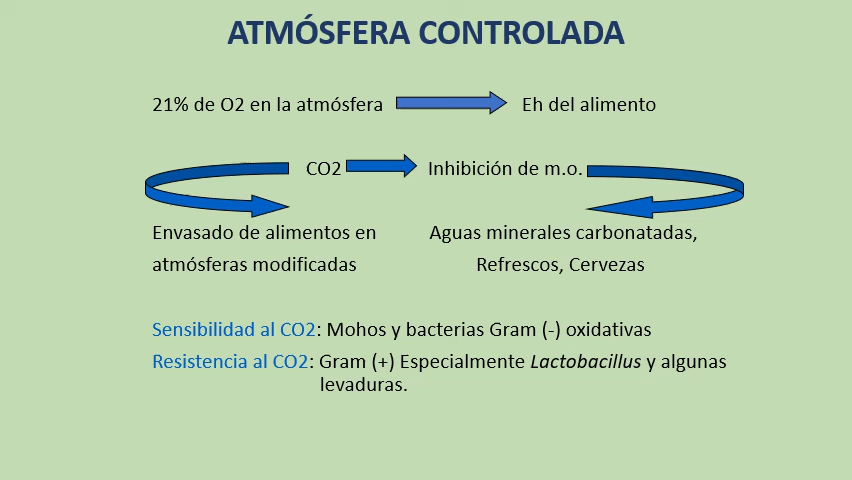 ATMÓSFERA CONTROLADA
21% de O2 en la atmósfera Eh del alimento
CO2 Inhibición de m.o.
Envasado de alimentos en
atmósferas modificadas
Aguas minerales carbonatadas,
Refrescos, Cervezas
Sensibilidad al CO2: Mohos y bacterias Gram (-) oxidativas
Resistencia al CO2: Gram (+) Especialmente Lactobacillus y algunas
levaduras.